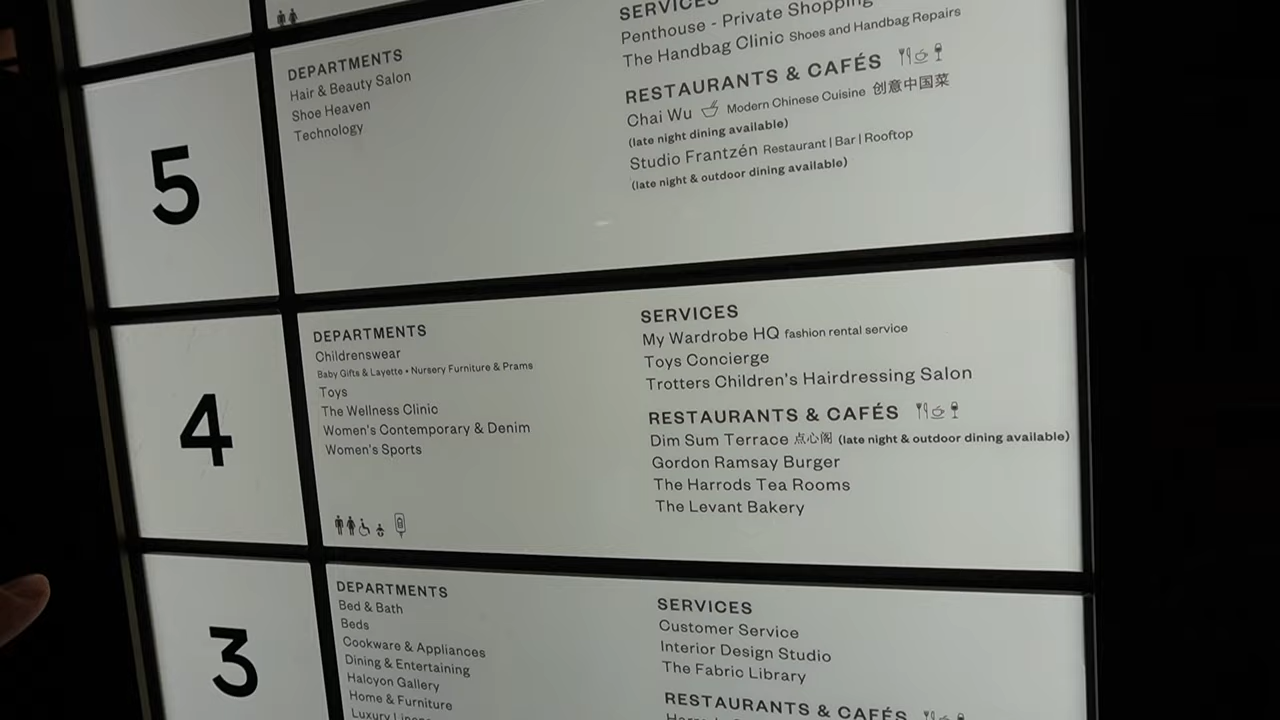 5
DEPARTMENTS
Hair & Beauty Salon
Shoe Heaven
Technology
SERVICES
Penthouse - Private Shopping
The Handbag Clinic Shoes and Handbag Repairs
RESTAURANTS & CAFÉS
Chai Wu Modern Chinese Cuisine 创意中国菜
(late night dining available)
Studio Frantzén Restaurant | Bar | Rooftop
(late night & outdoor dining available)
4
DEPARTMENTS
Childrenswear
Baby Gifts & Layette • Nursery Furniture & Prams
Toys
The Wellness Clinic
Women's Contemporary & Denim
Women's Sports
SERVICES
My Wardrobe HQ fashion rental service
Toys Concierge
Trotters Children's Hairdressing Salon
RESTAURANTS & CAFÉS
Dim Sum Terrace 点心阁 (late night & outdoor dining available)
Gordon Ramsay Burger
The Harrods Tea Rooms
The Levant Bakery
3
DEPARTMENTS
Bed & Bath
Beds
Cookware & Appliances
Dining & Entertaining
Halcyon Gallery
Home & Furniture
Luxury
SERVICES
Customer Service
Interior Design Studio
The Fabric Library
RESTAURANTS & CAFÉS